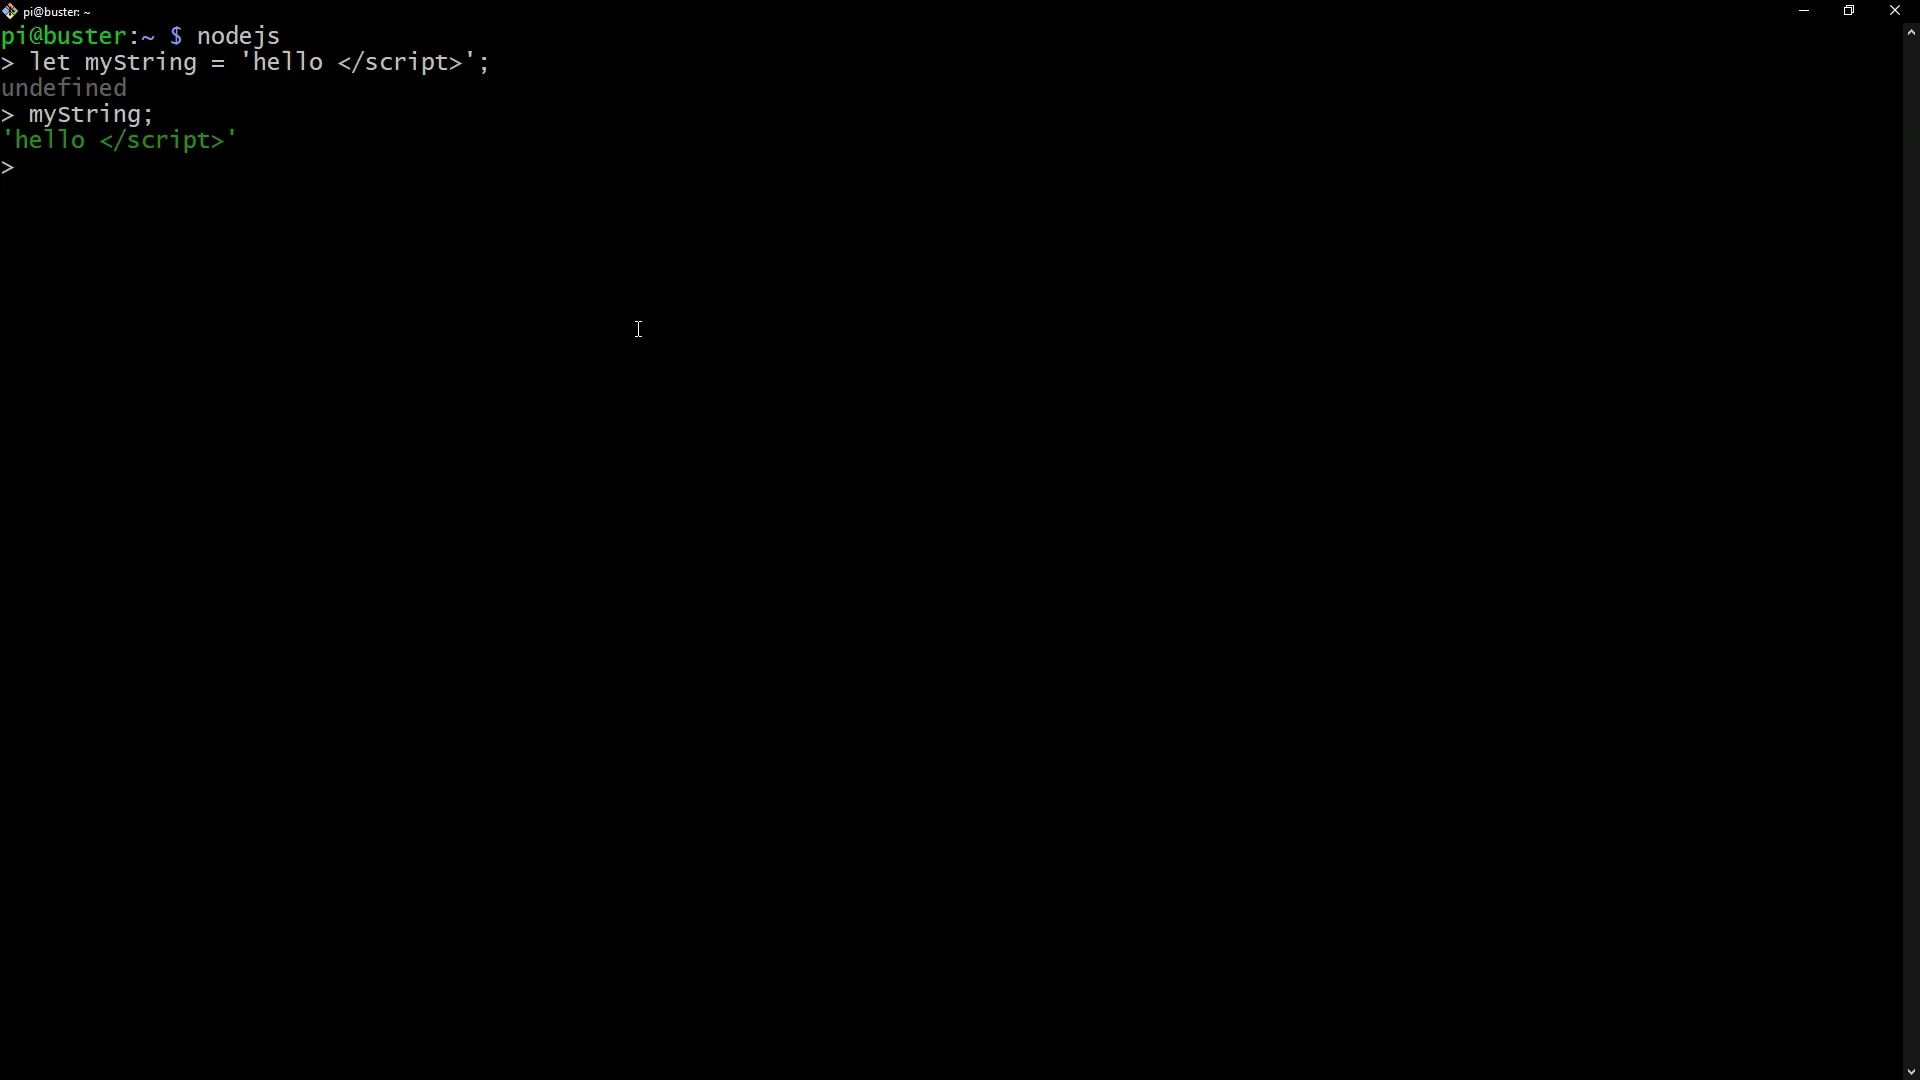 pi@buster: ~
pi@buster:~ $ nodejs
> let myString = 'hello </script>';
undefined
> myString;
'hello </script>'
>